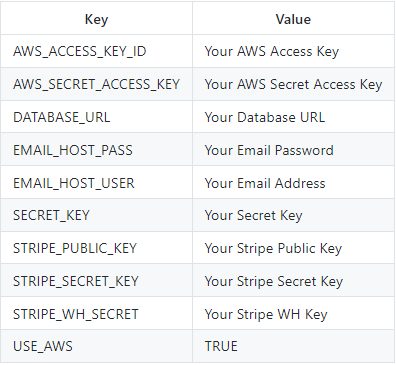 Key Value
AWS_ACCESS_KEY_ID Your AWS Access Key
AWS_SECRET_ACCESS_KEY Your AWS Secret Access Key
DATABASE_URL Your Database URL
EMAIL_HOST_PASS Your Email Password
EMAIL_HOST_USER Your Email Address
SECRET_KEY Your Secret Key
STRIPE_PUBLIC_KEY Your Stripe Public Key
STRIPE_SECRET_KEY Your Stripe Secret Key
STRIPE_WH_SECRET Your Stripe WH Key
USE_AWS TRUE